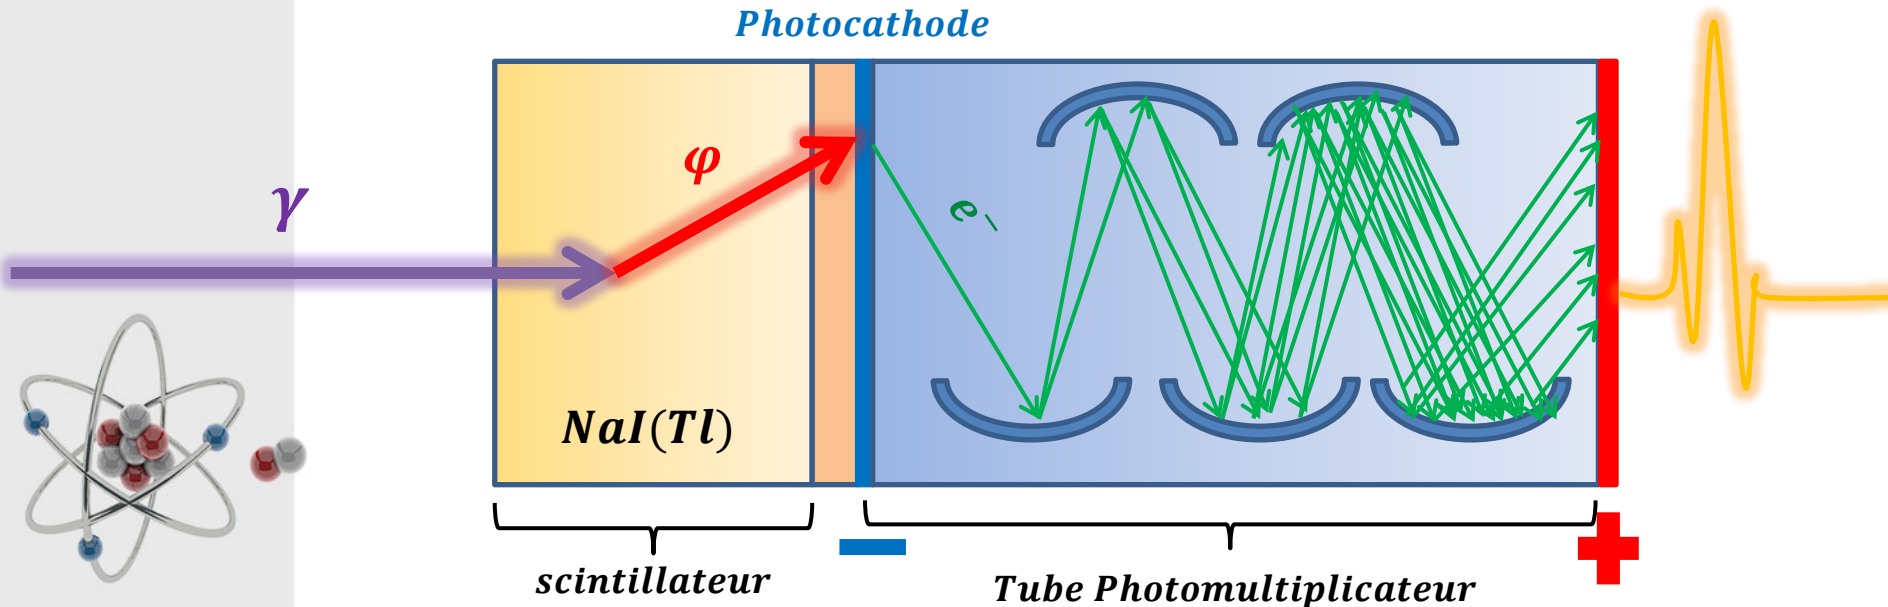 Photocathode
γ
φ
e⁻
NaI(Tl)
scintillateur
Tube Photomultiplicateur